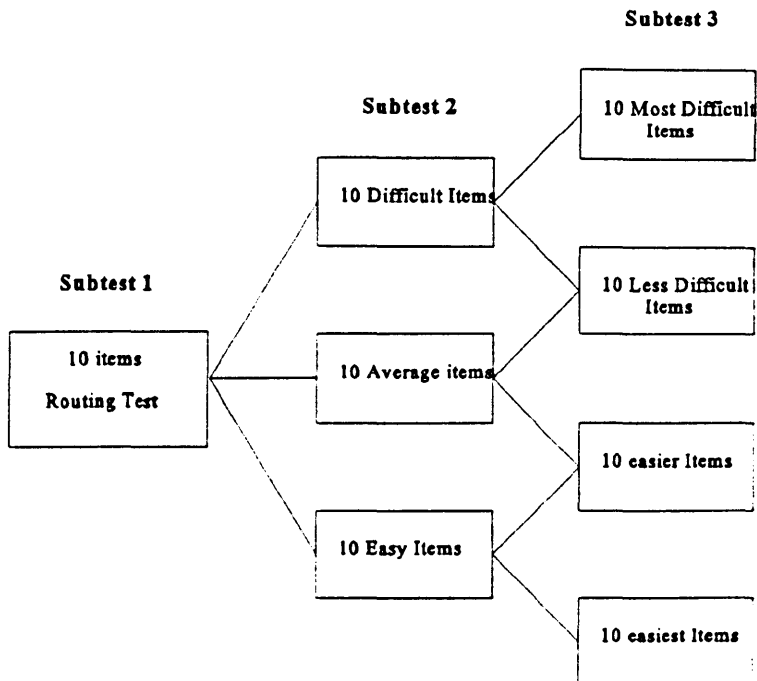 Subtest 1
10 items
Routing Test
Subtest 2
10 Difficult Items
10 Average items
10 Easy Items
Subtest 3
10 Most Difficult
Items
10 Less Difficult
Items
10 easier Items
10 easiest Items